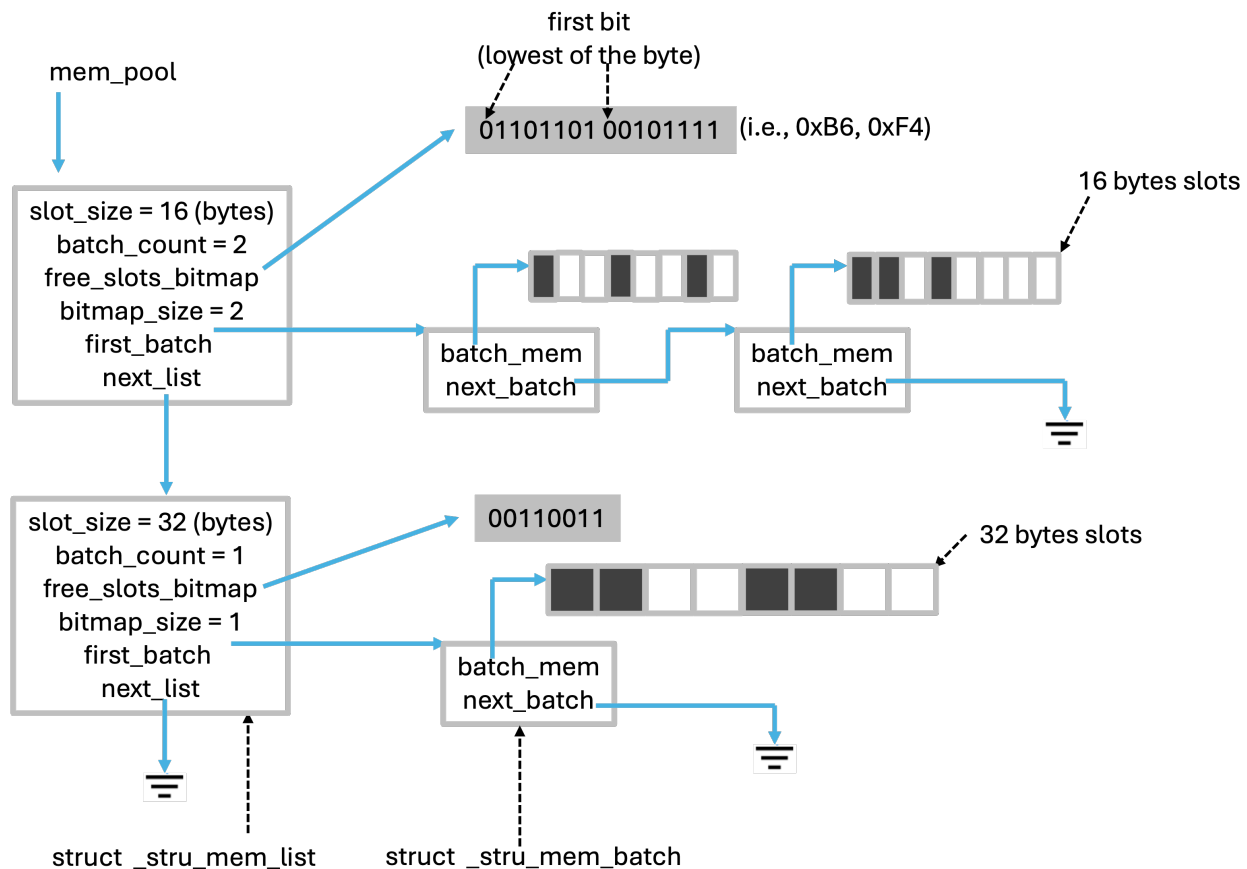 first bit
(lowest of the byte)
mem_pool
01101101 00101111 (i.e., 0xB6, 0xF4)
16 bytes slots
slot_size = 16 (bytes)
batch_count = 2
free_slots_bitmap
bitmap_size = 2
first_batch
next_list
batch_mem
next_batch
batch_mem
next_batch
slot_size = 32 (bytes)
batch_count = 1
free_slots_bitmap
bitmap_size = 1
first_batch
next_list
00110011
32 bytes slots
batch_mem
next_batch
struct _stru_mem_list
struct _stru_mem_batch